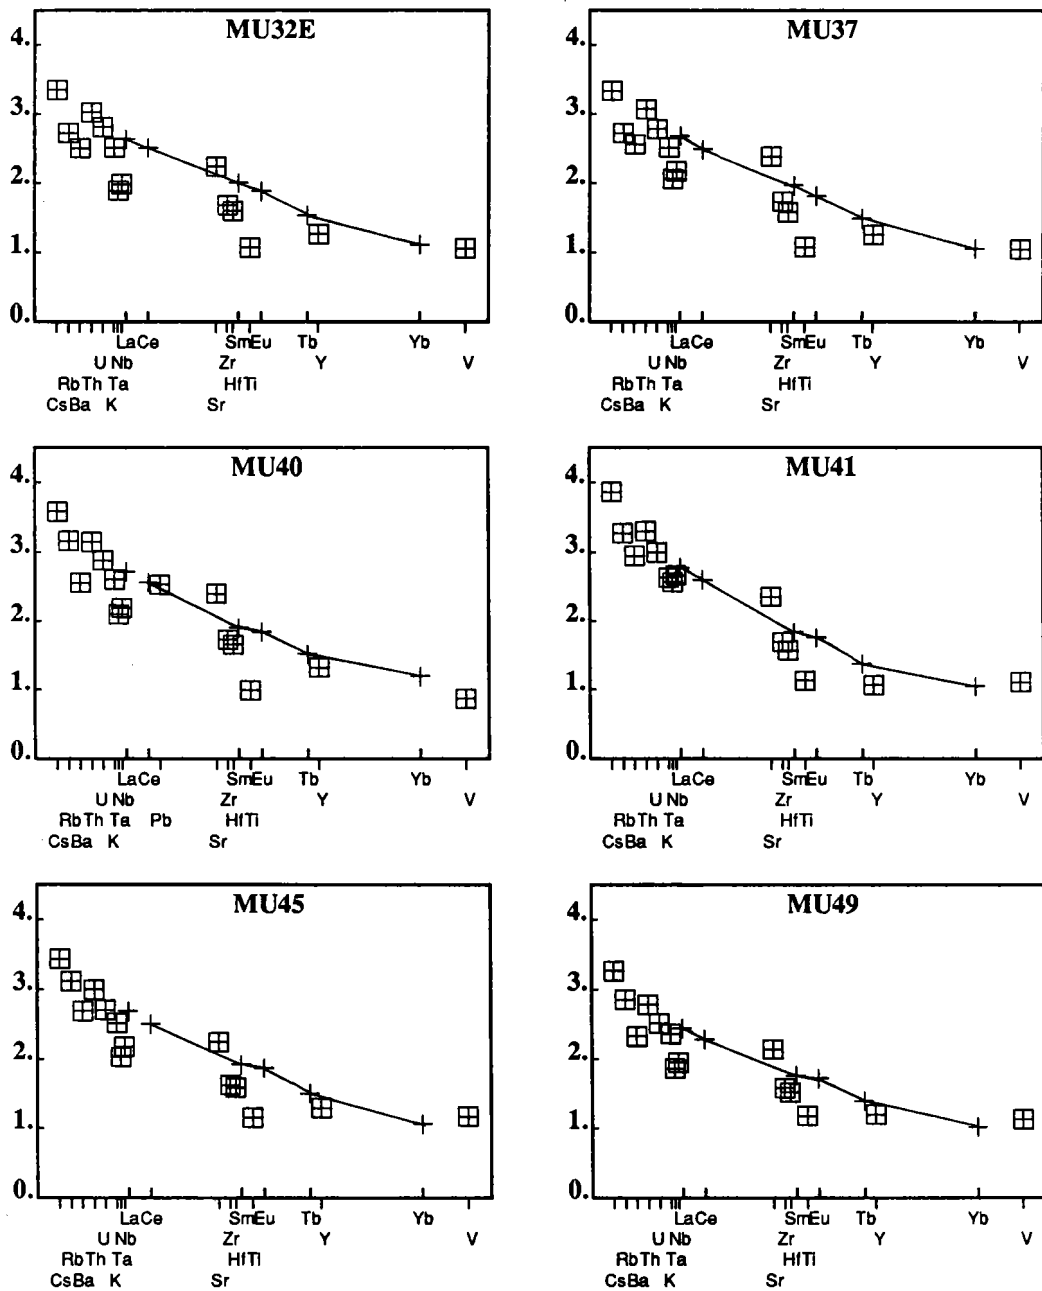 MU32E
4.
3.
2.
1.
0.
LaCe SmEu Tb Yb
U Nb Zr Y V
RbTh Ta HfTi
CsBa K Sr
MU37
4.
3.
2.
1.
0.
LaCe SmEu Tb Yb
U Nb Zr Y V
RbTh Ta HfTi
CsBa K Sr
MU40
4.
3.
2.
1.
0.
LaCe SmEu Tb Yb
U Nb Zr Y V
RbTh Ta Pb HfTi
CsBa K Sr
MU41
4.
3.
2.
1.
0.
LaCe SmEu Tb Yb
U Nb Zr Y V
RbTh Ta HfTi
CsBa K Sr
MU45
4.
3.
2.
1.
0.
LaCe SmEu Tb Yb
U Nb Zr Y V
RbTh Ta HfTi
CsBa K Sr
MU49
4.
3.
2.
1.
0.
LaCe SmEu Tb Yb
U Nb Zr Y V
RbTh Ta HfTi
CsBa K Sr